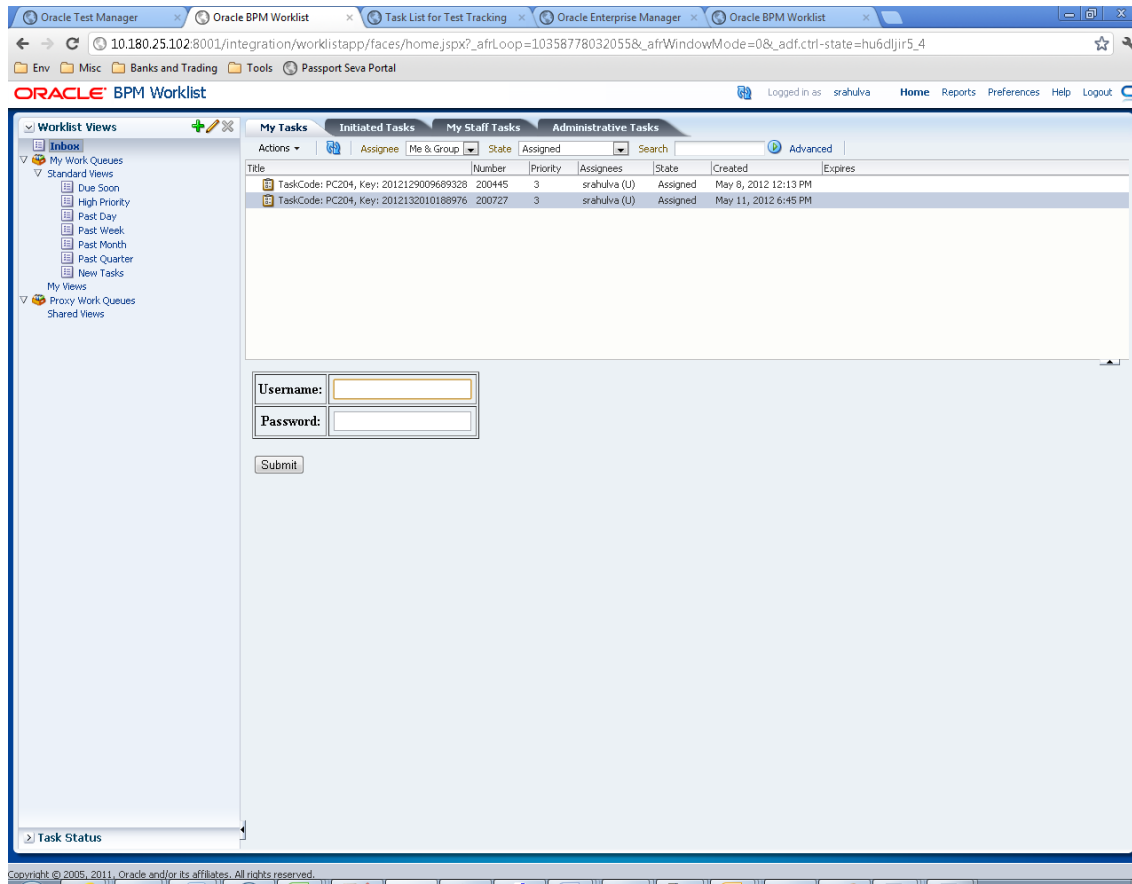 Oracle Test Manager
Oracle BPM Worklist
Task List for Test Tracking
Oracle Enterprise Manager
Oracle BPM Worklist
10.180.25.102:8001/integration/worklistapp/faces/home.jspx?_afrLoop=1035877803205​5&_afrWindowMode=0&_adf.ctrl-state=hu6dljir5_4
Env Misc Banks and Trading Tools Passport Seva Portal
ORACLE BPM Worklist
Logged in as srahulva Home Reports Preferences Help Logout
Worklist Views
Inbox
My Work Queues
Standard Views
Due Soon
High Priority
Past Day
Past Week
Past Month
Past Quarter
New Tasks
My Views
Proxy Work Queues
Shared Views
Task Status
My Tasks Initiated Tasks My Staff Tasks Administrative Tasks
Actions Assignee Me & Group State Assigned Search Advanced
Title Number Priority Assignees State Created Expires
TaskCode: PC204, Key: 2012129009689328 200445 3 srahulva (U) Assigned May 8, 2012 12:13 PM
TaskCode: PC204, Key: 2012132010188976 200727 3 srahulva (U) Assigned May 11, 2012 6:45 PM
Username:
Password:
Submit
Copyright © 2005, 2011, Oracle and/or its affiliates. All rights reserved.